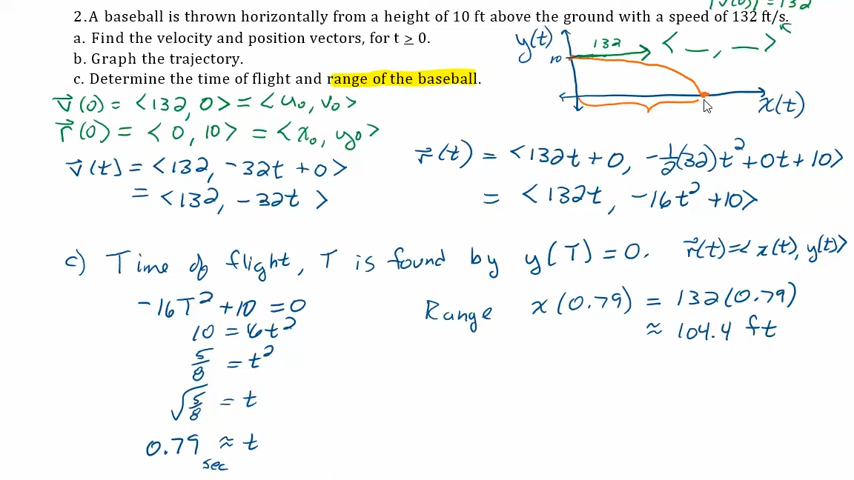 |v(0)| = 132
2. A baseball is thrown horizontally from a height of 10 ft above the ground with a speed of 132 ft/s.
a. Find the velocity and position vectors, for t ≥ 0.
b. Graph the trajectory.
c. Determine the time of flight and range of the baseball.
y(t)
132
< _ , _ >
10
x(t)
v⃗(0) = <132, 0> = <u₀, v₀>
r⃗(0) = <0, 10> = <x₀, y₀>
v⃗(t) = <132, -32t + 0>
= <132, -32t >
r⃗(t) = <132t + 0, -½(32)t² + 0t + 10>
= <132t, -16t² + 10>
c) Time of flight, T is found by y(T) = 0.
r⃗(t) = <x(t), y(t)>
-16T² + 10 = 0
10 = 6t²
5/8 = t²
√5/8 = t
0.79 ≈ t
sec
Range x(0.79) = 132(0.79)
≈ 104.4 ft